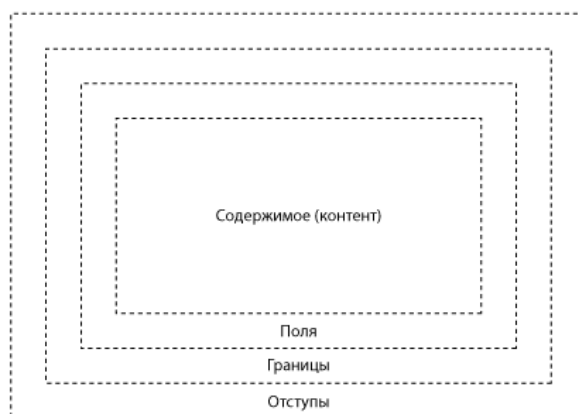 Содержимое (контент)
Поля
Границы
Отступы